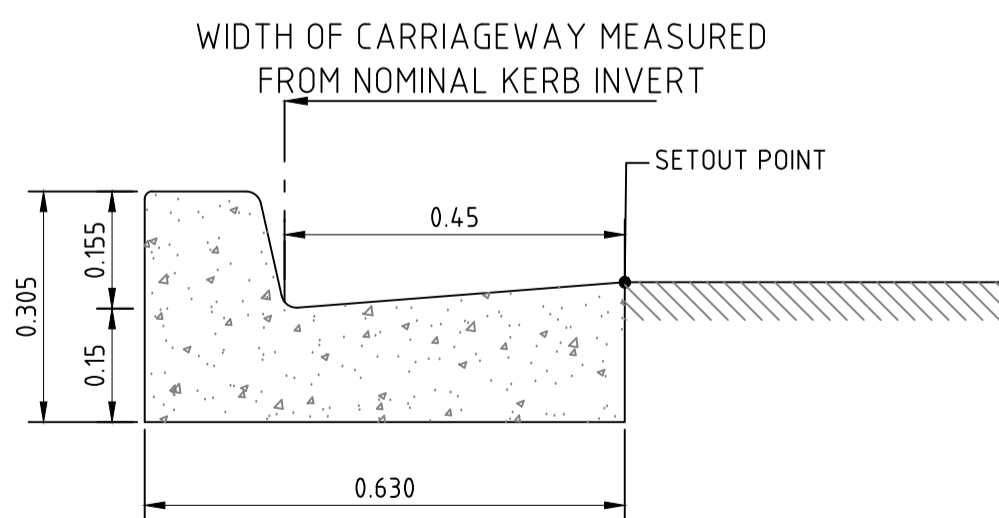 WIDTH OF CARRIAGEWAY MEASURED
FROM NOMINAL KERB INVERT
SETOUT POINT
0.45
0.155
0.305
0.15
0.630